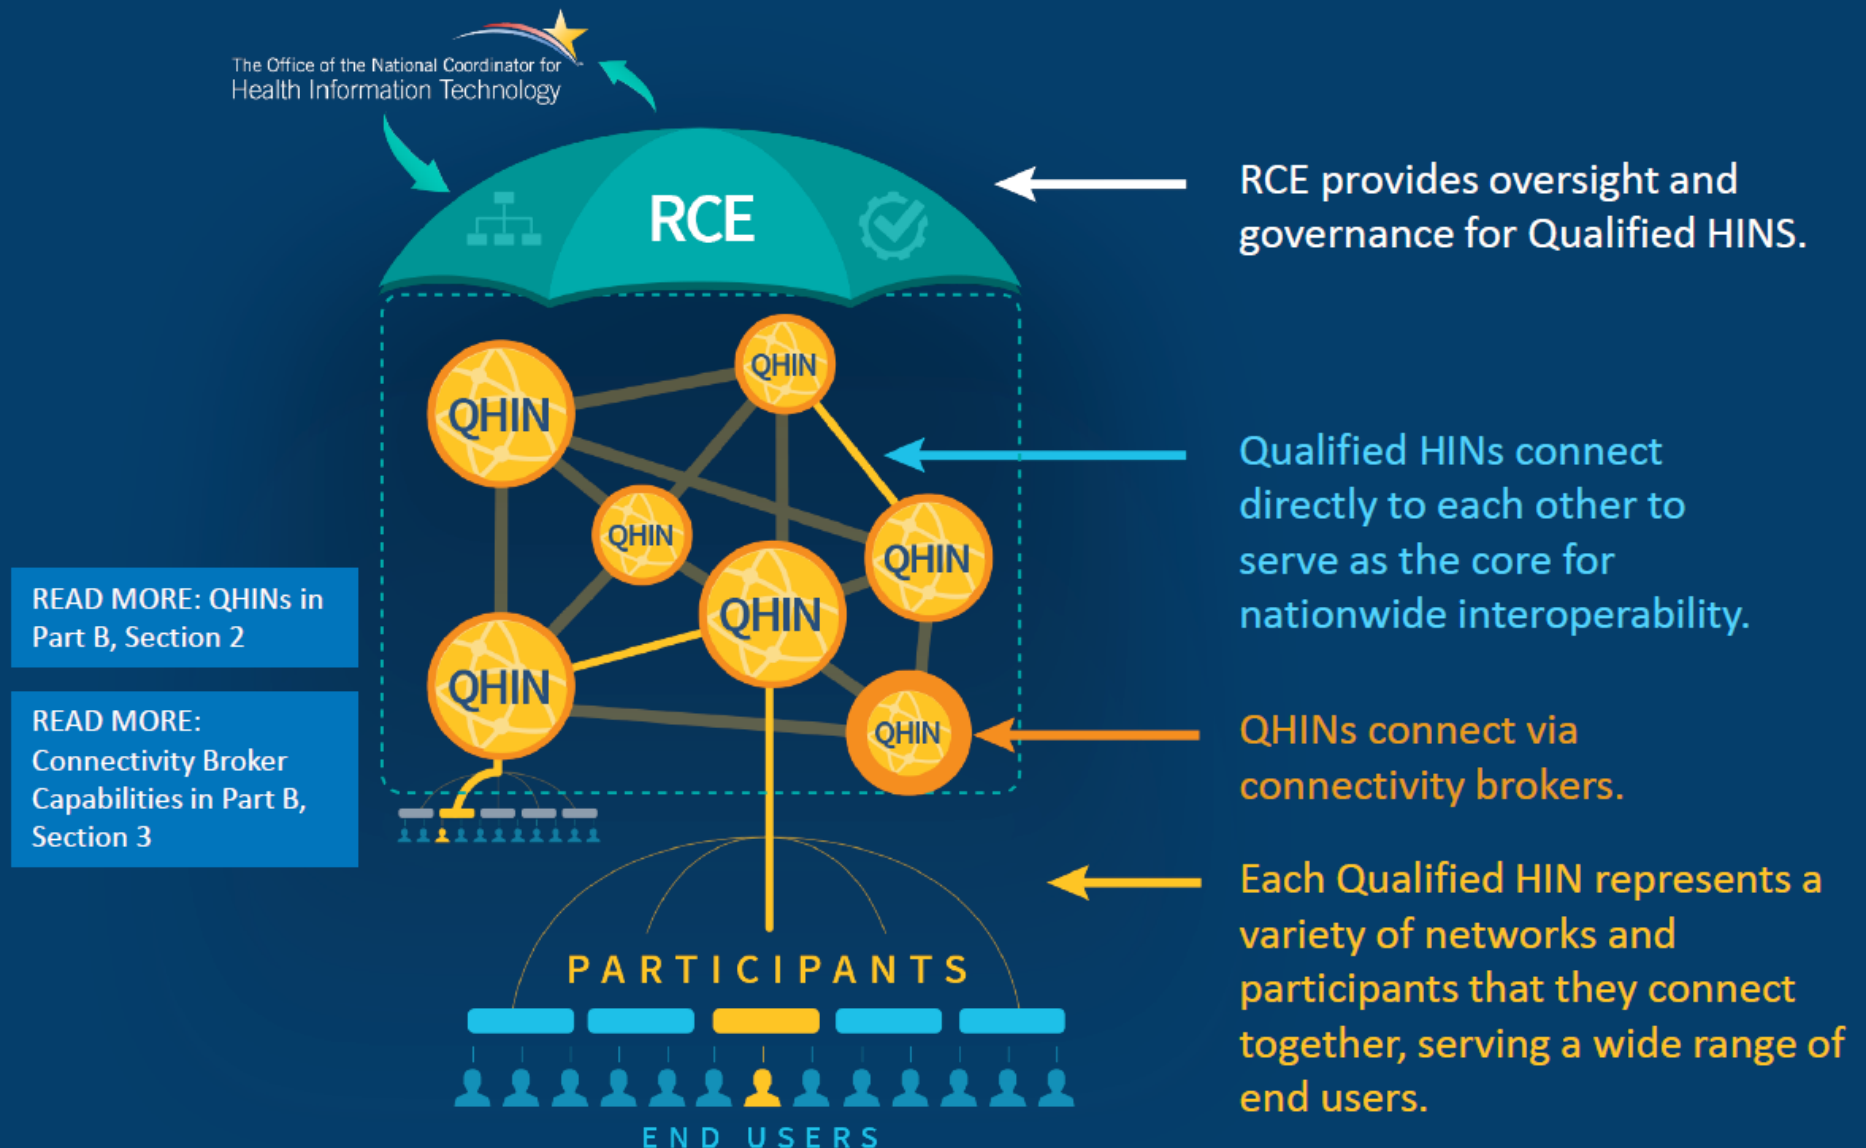 The Office of the National Coordinator for
Health Information Technology
RCE
RCE provides oversight and
governance for Qualified HINS.
QHIN
QHIN
QHIN
QHIN
QHIN
QHIN
QHIN
Qualified HINs connect
directly to each other to
serve as the core for
nationwide interoperability.
READ MORE: QHINs in
Part B, Section 2
READ MORE:
Connectivity Broker
Capabilities in Part B,
Section 3
QHINs connect via
connectivity brokers.
Each Qualified HIN represents a
variety of networks and
participants that they connect
together, serving a wide range of
end users.
PARTICIPANTS
END USERS